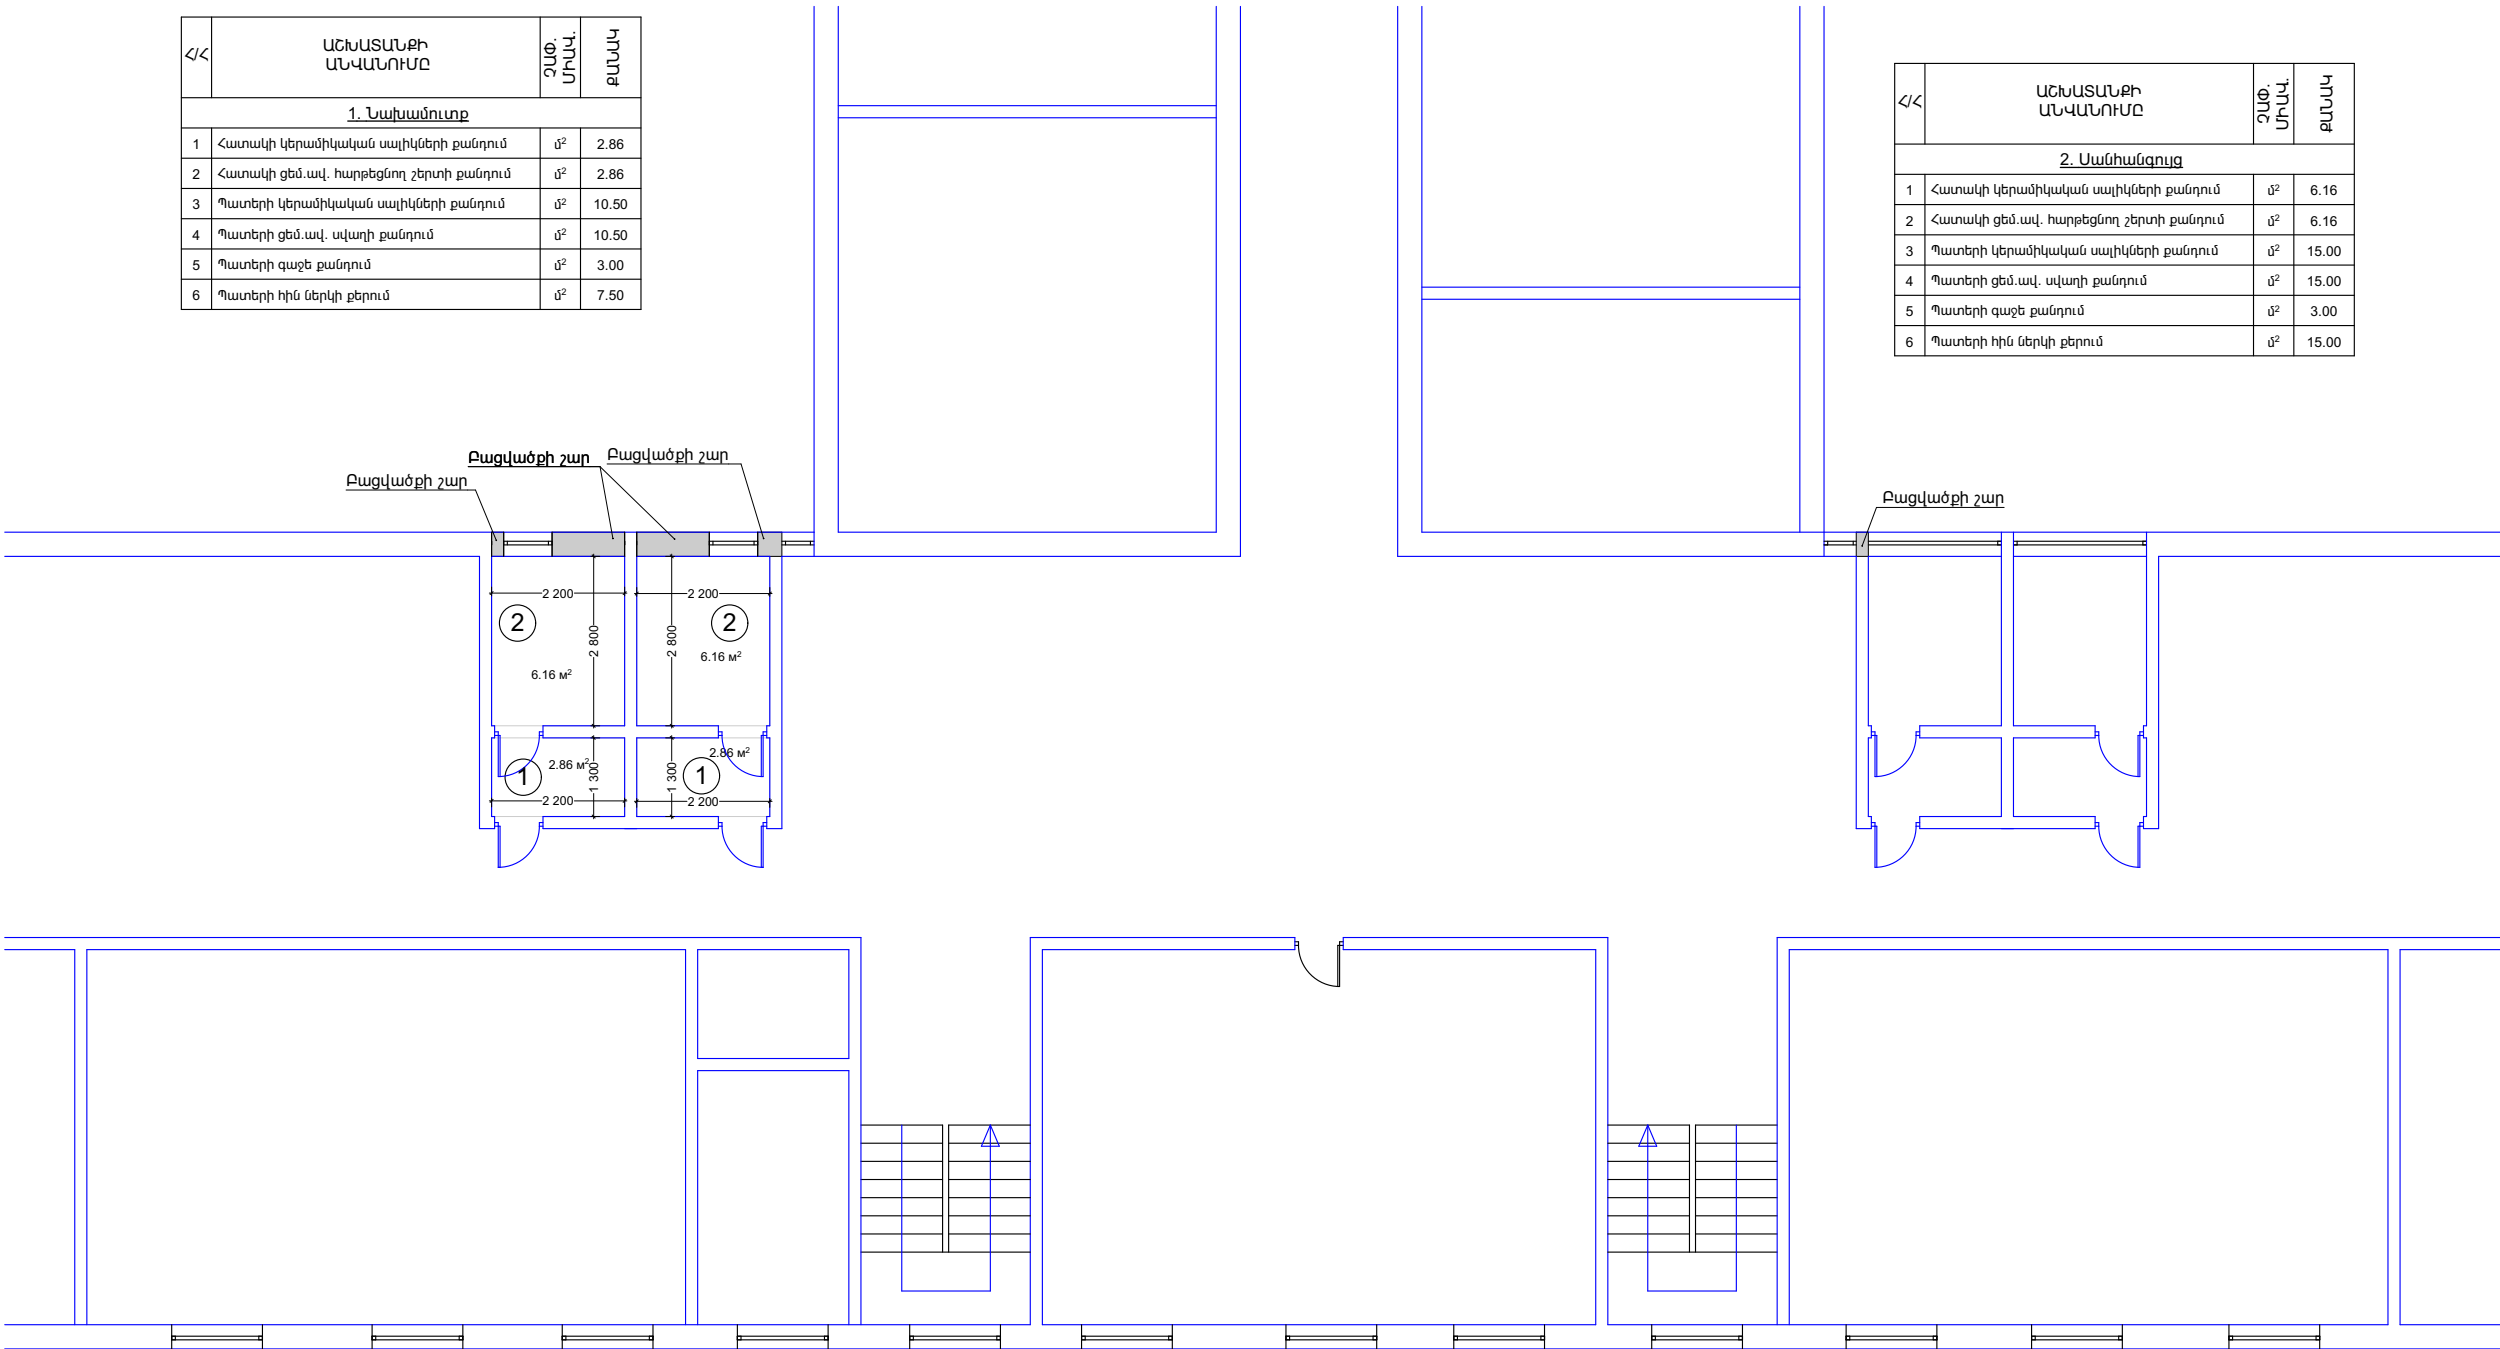 Հ/Հ ԱՇԽԱՏԱՆՔԻ ԱՆՎԱՆՈՒՄԸ ՉԱՓ. ՄԻԱՎ. ՔԱՆԱԿ
1. Նախամուտք
1 Հատակի կերամիկական սալիկների քանդում մ² 2.86
2 Հատակի ցեմ.ավ. հարթեցնող շերտի քանդում մ² 2.86
3 Պատերի կերամիկական սալիկների քանդում մ² 10.50
4 Պատերի ցեմ.ավ. սվաղի քանդում մ² 10.50
5 Պատերի գաջե քանդում մ² 3.00
6 Պատերի հին ներկի քերում մ² 7.50
Հ/Հ ԱՇԽԱՏԱՆՔԻ ԱՆՎԱՆՈՒՄԸ ՉԱՓ. ՄԻԱՎ. ՔԱՆԱԿ
2. Սանհանգույց
1 Հատակի կերամիկական սալիկների քանդում մ² 6.16
2 Հատակի ցեմ.ավ. հարթեցնող շերտի քանդում մ² 6.16
3 Պատերի կերամիկական սալիկների քանդում մ² 15.00
4 Պատերի ցեմ.ավ. սվաղի քանդում մ² 15.00
5 Պատերի գաջե քանդում մ² 3.00
6 Պատերի հին ներկի քերում մ² 15.00
Բացվածքի շար
Բացվածքի շար
Բացվածքի շար
Բացվածքի շար
2 200
2 200
2
2
2 800
2 800
6.16 м²
6.16 м²
2.86 м²
2.86 м²
1
1
1 300
1 300
2 200
2 200